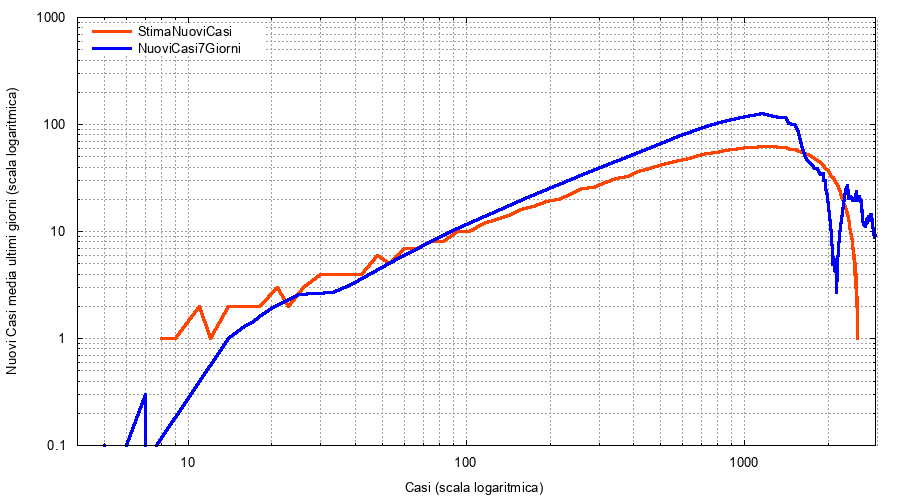 1000
100
10
1
0.1
StimaNuoviCasi
NuoviCasi7Giorni
Nuovi Casi media ultimi giorni (scala logaritmica)
10 100 1000
Casi (scala logaritmica)